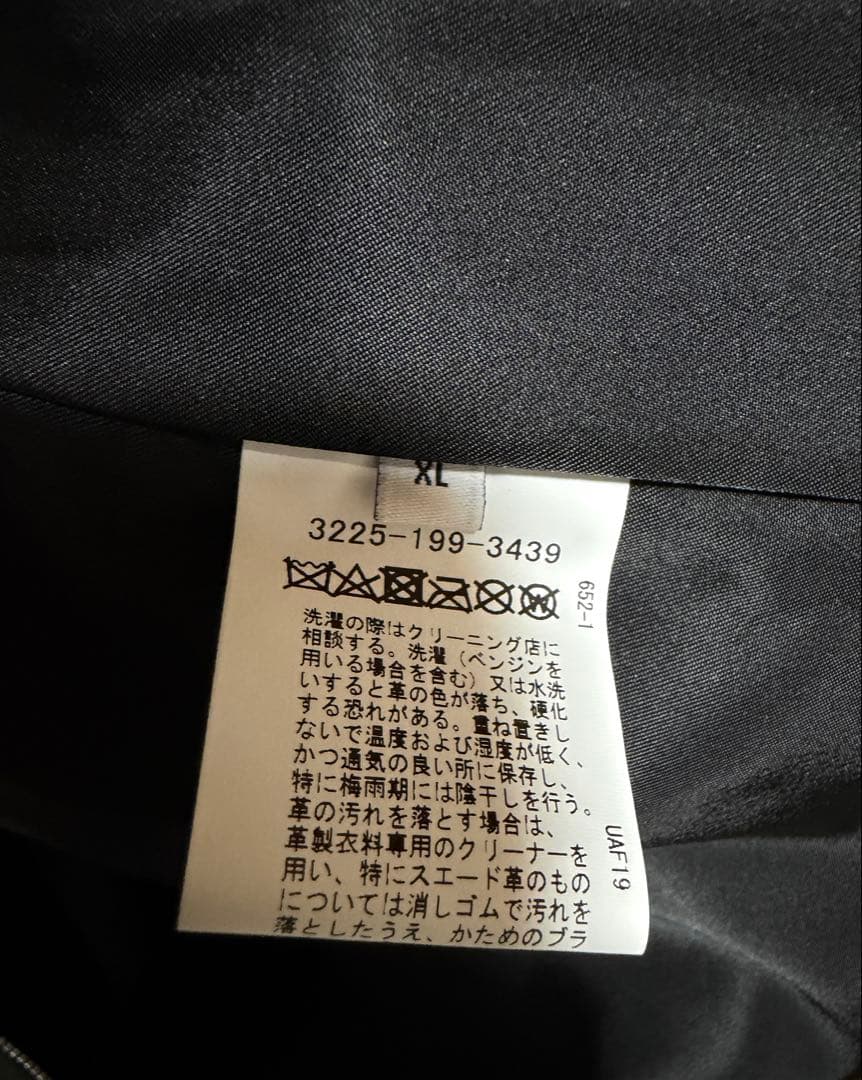 XL
3225-199-3439
652-1
洗濯の際はクリーニング店に
相談する。洗濯（ベンジンを
用いる場合を含む）又は水洗
いすると革の色が落ち、硬化
する恐れがある。重ね置きし
ないで温度および湿度が低く、
かつ通気の良い所に保存し、
特に梅雨期には陰干しを行う。
革の汚れを落とす場合は、
革製衣料専用のクリーナーを
用い、特にスエード革のもの
については消しゴムで汚れを
落としたうえ、かためのブラ
UAF19